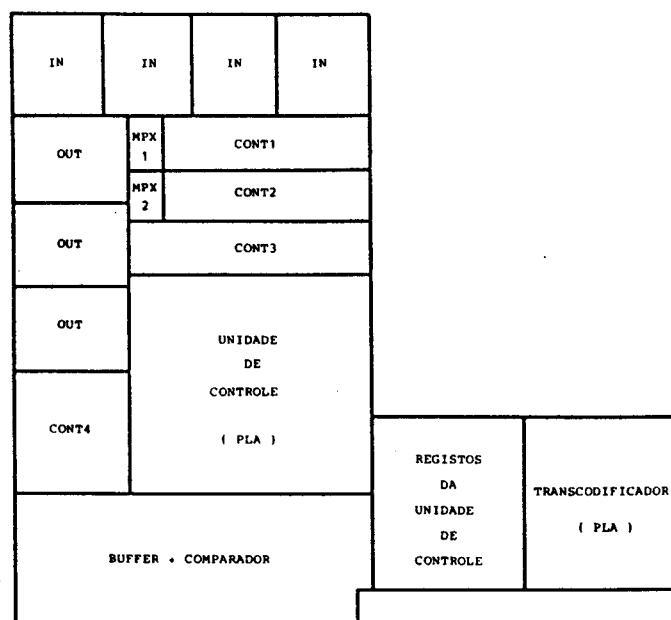 IN IN IN IN
OUT
MPX
1
CONT1
MPX
2
CONT2
OUT
CONT3
OUT
UNIDADE
DE
CONTROLE
( PLA )
CONT4
REGISTOS
DA
UNIDADE
DE
CONTROLE
TRANSCODIFICADOR
( PLA )
BUFFER + COMPARADOR